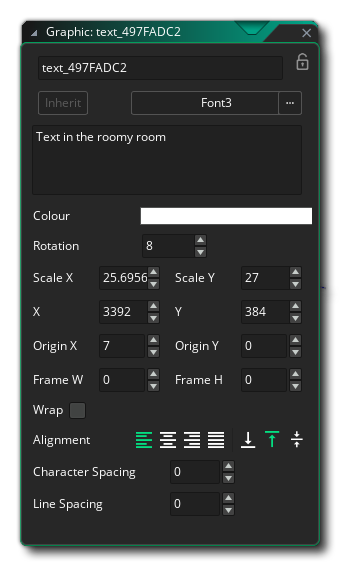 Graphic: text_497FADC2
text_497FADC2
Inherit Font3 ...
Text in the roomy room
Colour
Rotation 8
Scale X 25.6956 Scale Y 27
X 3392 Y 384
Origin X 7 Origin Y 0
Frame W 0 Frame H 0
Wrap
Alignment
Character Spacing 0
Line Spacing 0